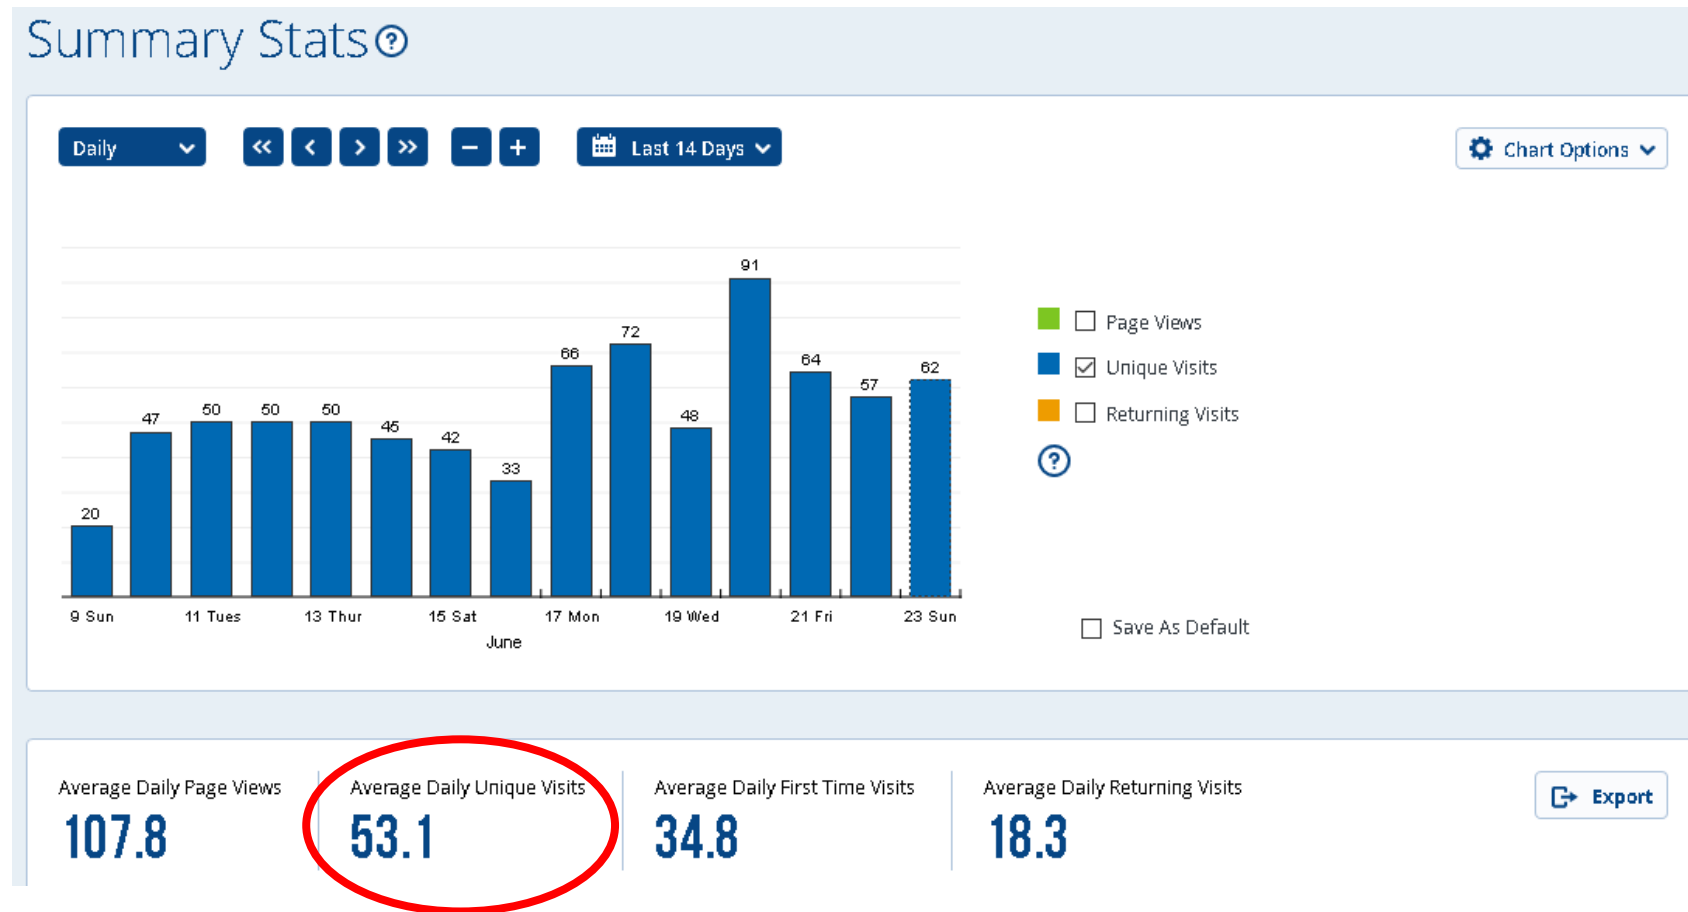 Summary Stats
Daily
Last 14 Days
Chart Options
20
47
50
50
50
45
42
33
66
72
48
91
64
57
62
9 Sun
11 Tues
13 Thur
15 Sat
17 Mon
19 Wed
21 Fri
23 Sun
June
Page Views
Unique Visits
Returning Visits
Save As Default
Average Daily Page Views
107.8
Average Daily Unique Visits
53.1
Average Daily First Time Visits
34.8
Average Daily Returning Visits
18.3
Export